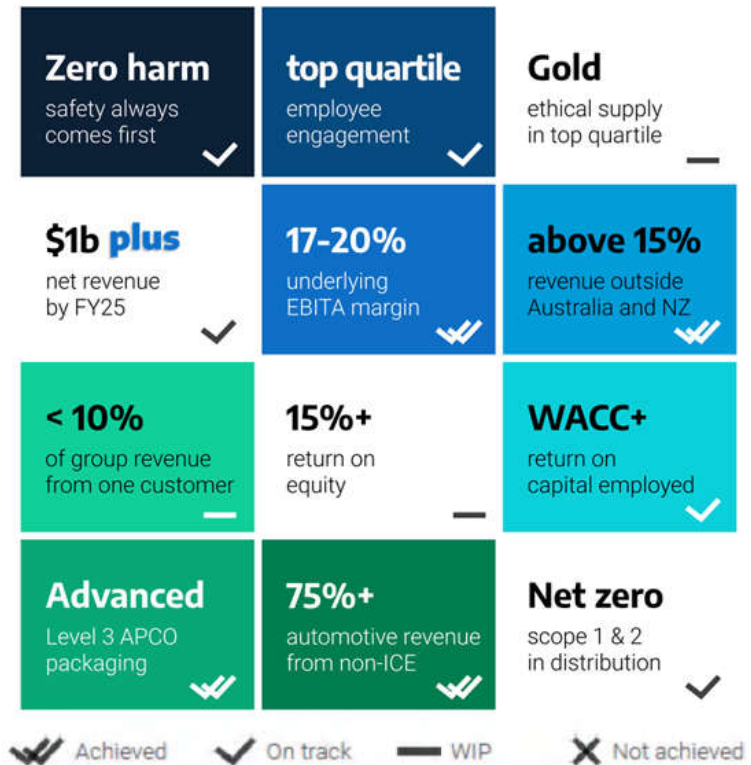 Zero harm
safety always
comes first
top quartile
employee
engagement
Gold
ethical supply
in top quartile
$1b plus
net revenue
by FY25
17-20%
underlying
EBITA margin
above 15%
revenue outside
Australia and NZ
< 10%
of group revenue
from one customer
15%+
return on
equity
WACC+
return on
capital employed
Advanced
Level 3 APCO
packaging
75%+
automotive revenue
from non-ICE
Net zero
scope 1 & 2
in distribution
Achieved
On track
WIP
Not achieved